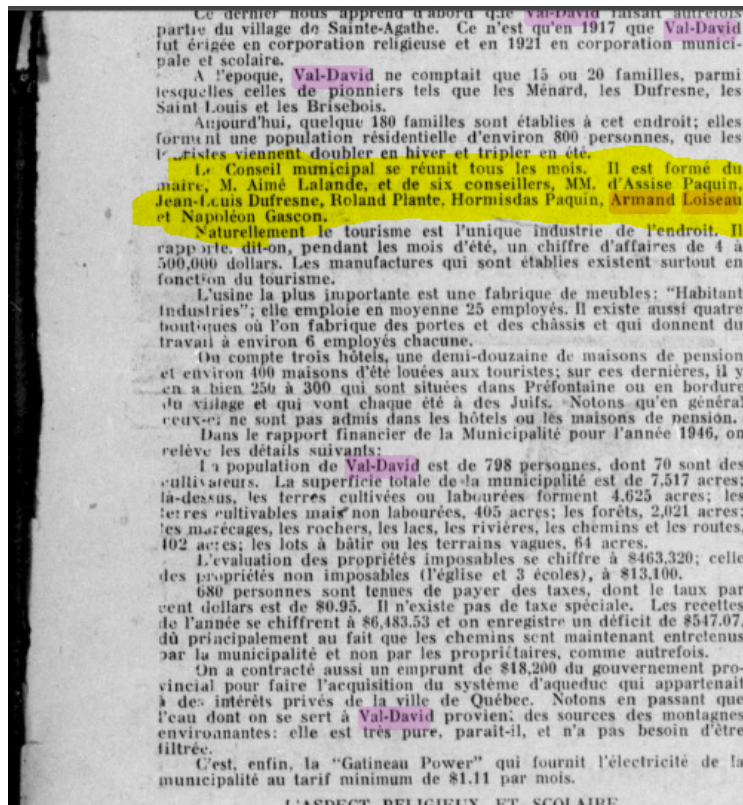 Ce dernier nous apprend d'abord que Val-David faisait autrefois
partie du village de Sainte-Agathe. Ce n'est qu'en 1917 que Val-David
fut érigée en corporation religieuse et en 1921 en corporation munici-
pale et scolaire.
A l'époque, Val-David ne comptait que 15 ou 20 familles, parmi
lesquelles celles de pionniers tels que les Ménard, les Dufresne, les
Saint-Louis et les Brisebois.
Aujourd'hui, quelque 180 familles sont établies à cet endroit; elles
forment une population résidentielle d'environ 800 personnes, que les
touristes viennent doubler en hiver et tripler en été.
Le Conseil municipal se réunit tous les mois. Il est formé du
maire, M. Aimé Lalande, et de six conseillers, MM. d'Assise Paquin,
Jean-Louis Dufresne, Roland Plante, Hormisdas Paquin, Armand Loiseau
et Napoléon Gascon.
Naturellement le tourisme est l'unique industrie de l'endroit. Il
rapporte, dit-on, pendant les mois d'été, un chiffre d'affaires de 4 à
500,000 dollars. Les manufactures qui sont établies existent surtout en
fonction du tourisme.
L'usine la plus importante est une fabrique de meubles: "Habitant
Industries"; elle emploie en moyenne 25 employés. Il existe aussi quatre
boutiques où l'on fabrique des portes et des châssis et qui donnent du
travail à environ 6 employés chacune.
On compte trois hôtels, une demi-douzaine de maisons de pension
et environ 400 maisons d'été louées aux touristes; sur ces dernières, il y
en a bien 250 à 300 qui sont situées dans Préfontaine ou en bordure
du village et qui vont chaque été à des Juifs. Notons qu'en général
ceux-ci ne sont pas admis dans les hôtels ou les maisons de pension.
Dans le rapport financier de la Municipalité pour l'année 1946, on
relève les détails suivants:
La population de Val-David est de 798 personnes, dont 70 sont des
cultivateurs. La superficie totale de la municipalité est de 7,517 acres;
là-dessus, les terres cultivées ou labourées forment 4,625 acres; les
terres cultivables mais non labourées, 405 acres; les forêts, 2,021 acres;
les marécages, les rochers, les lacs, les rivières, les chemins et les routes,
402 acres; les lots à bâtir ou les terrains vagues, 64 acres.
L'évaluation des propriétés imposables se chiffre à $463,320; celle
des propriétés non imposables (l'église et 3 écoles), à $13,100.
680 personnes sont tenues de payer des taxes, dont le taux par
cent dollars est de $0.95. Il n'existe pas de taxe spéciale. Les recettes
de l'année se chiffrent à $6,483.53 et on enregistre un déficit de $547.07,
dû principalement au fait que les chemins sont maintenant entretenus
par la municipalité et non par les propriétaires, comme autrefois.
On a contracté aussi un emprunt de $18,200 du gouvernement pro-
vincial pour faire l'acquisition du système d'aqueduc qui appartenait
à des intérêts privés de la ville de Québec. Notons en passant que
l'eau dont on se sert à Val-David provient des sources des montagnes
environnantes: elle est très pure, paraît-il, et n'a pas besoin d'être
filtrée.
C'est, enfin, la "Gatineau Power" qui fournit l'électricité de la
municipalité au tarif minimum de $1.11 par mois.
L'ASPECT RELIGIEUX ET SCOLAIRE